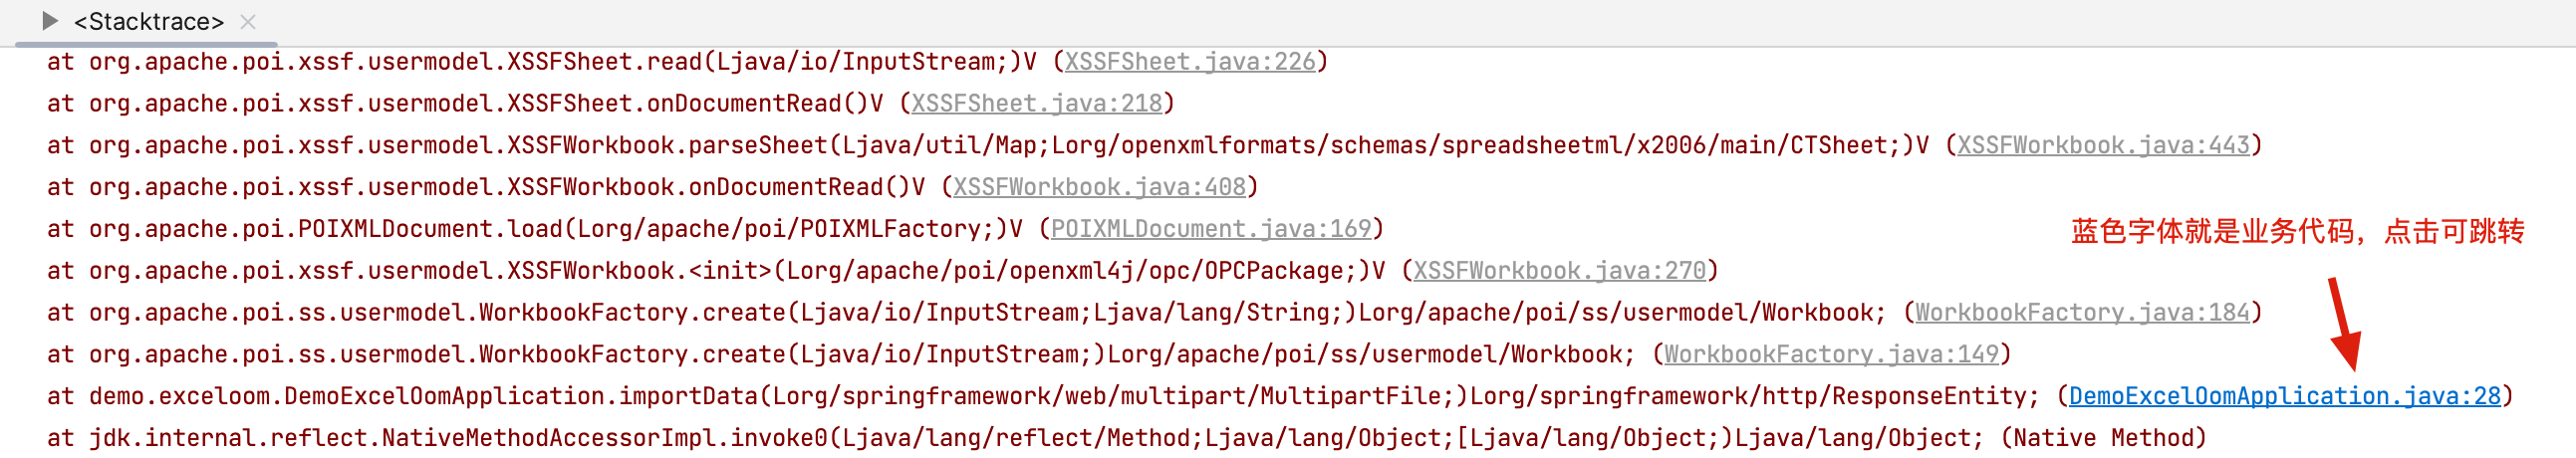 <Stacktrace>
at org.apache.poi.xssf.usermodel.XSSFSheet.read(Ljava/io/InputStream;)V (XSSFSheet.java:226)
at org.apache.poi.xssf.usermodel.XSSFSheet.onDocumentRead()V (XSSFSheet.java:218)
at org.apache.poi.xssf.usermodel.XSSFWorkbook.parseSheet(Ljava/util/Map;Lorg/openxmlformats/schemas/spreadsheetml/x2006/main/CTSheet;)V (XSSFWorkbook.java:443)
at org.apache.poi.xssf.usermodel.XSSFWorkbook.onDocumentRead()V (XSSFWorkbook.java:408)
at org.apache.poi.POIXMLDocument.load(Lorg/apache/poi/POIXMLFactory;)V (POIXMLDocument.java:169)
蓝色字体就是业务代码，点击可跳转
at org.apache.poi.xssf.usermodel.XSSFWorkbook.<init>(Lorg/apache/poi/openxml4j/opc/OPCPackage;)V (XSSFWorkbook.java:270)
at org.apache.poi.ss.usermodel.WorkbookFactory.create(Ljava/io/InputStream;Ljava/lang/String;)Lorg/apache/poi/ss/usermodel/Workbook; (WorkbookFactory.java:184)
at org.apache.poi.ss.usermodel.WorkbookFactory.create(Ljava/io/InputStream;)Lorg/apache/poi/ss/usermodel/Workbook; (WorkbookFactory.java:149)
at demo.exceloom.DemoExcelOomApplication.importData(Lorg/springframework/web/multipart/MultipartFile;)Lorg/springframework/http/ResponseEntity; (DemoExcelOomApplication.java:28)
at jdk.internal.reflect.NativeMethodAccessorImpl.invoke0(Ljava/lang/reflect/Method;Ljava/lang/Object;[Ljava/lang/Object;)Ljava/lang/Object; (Native Method)